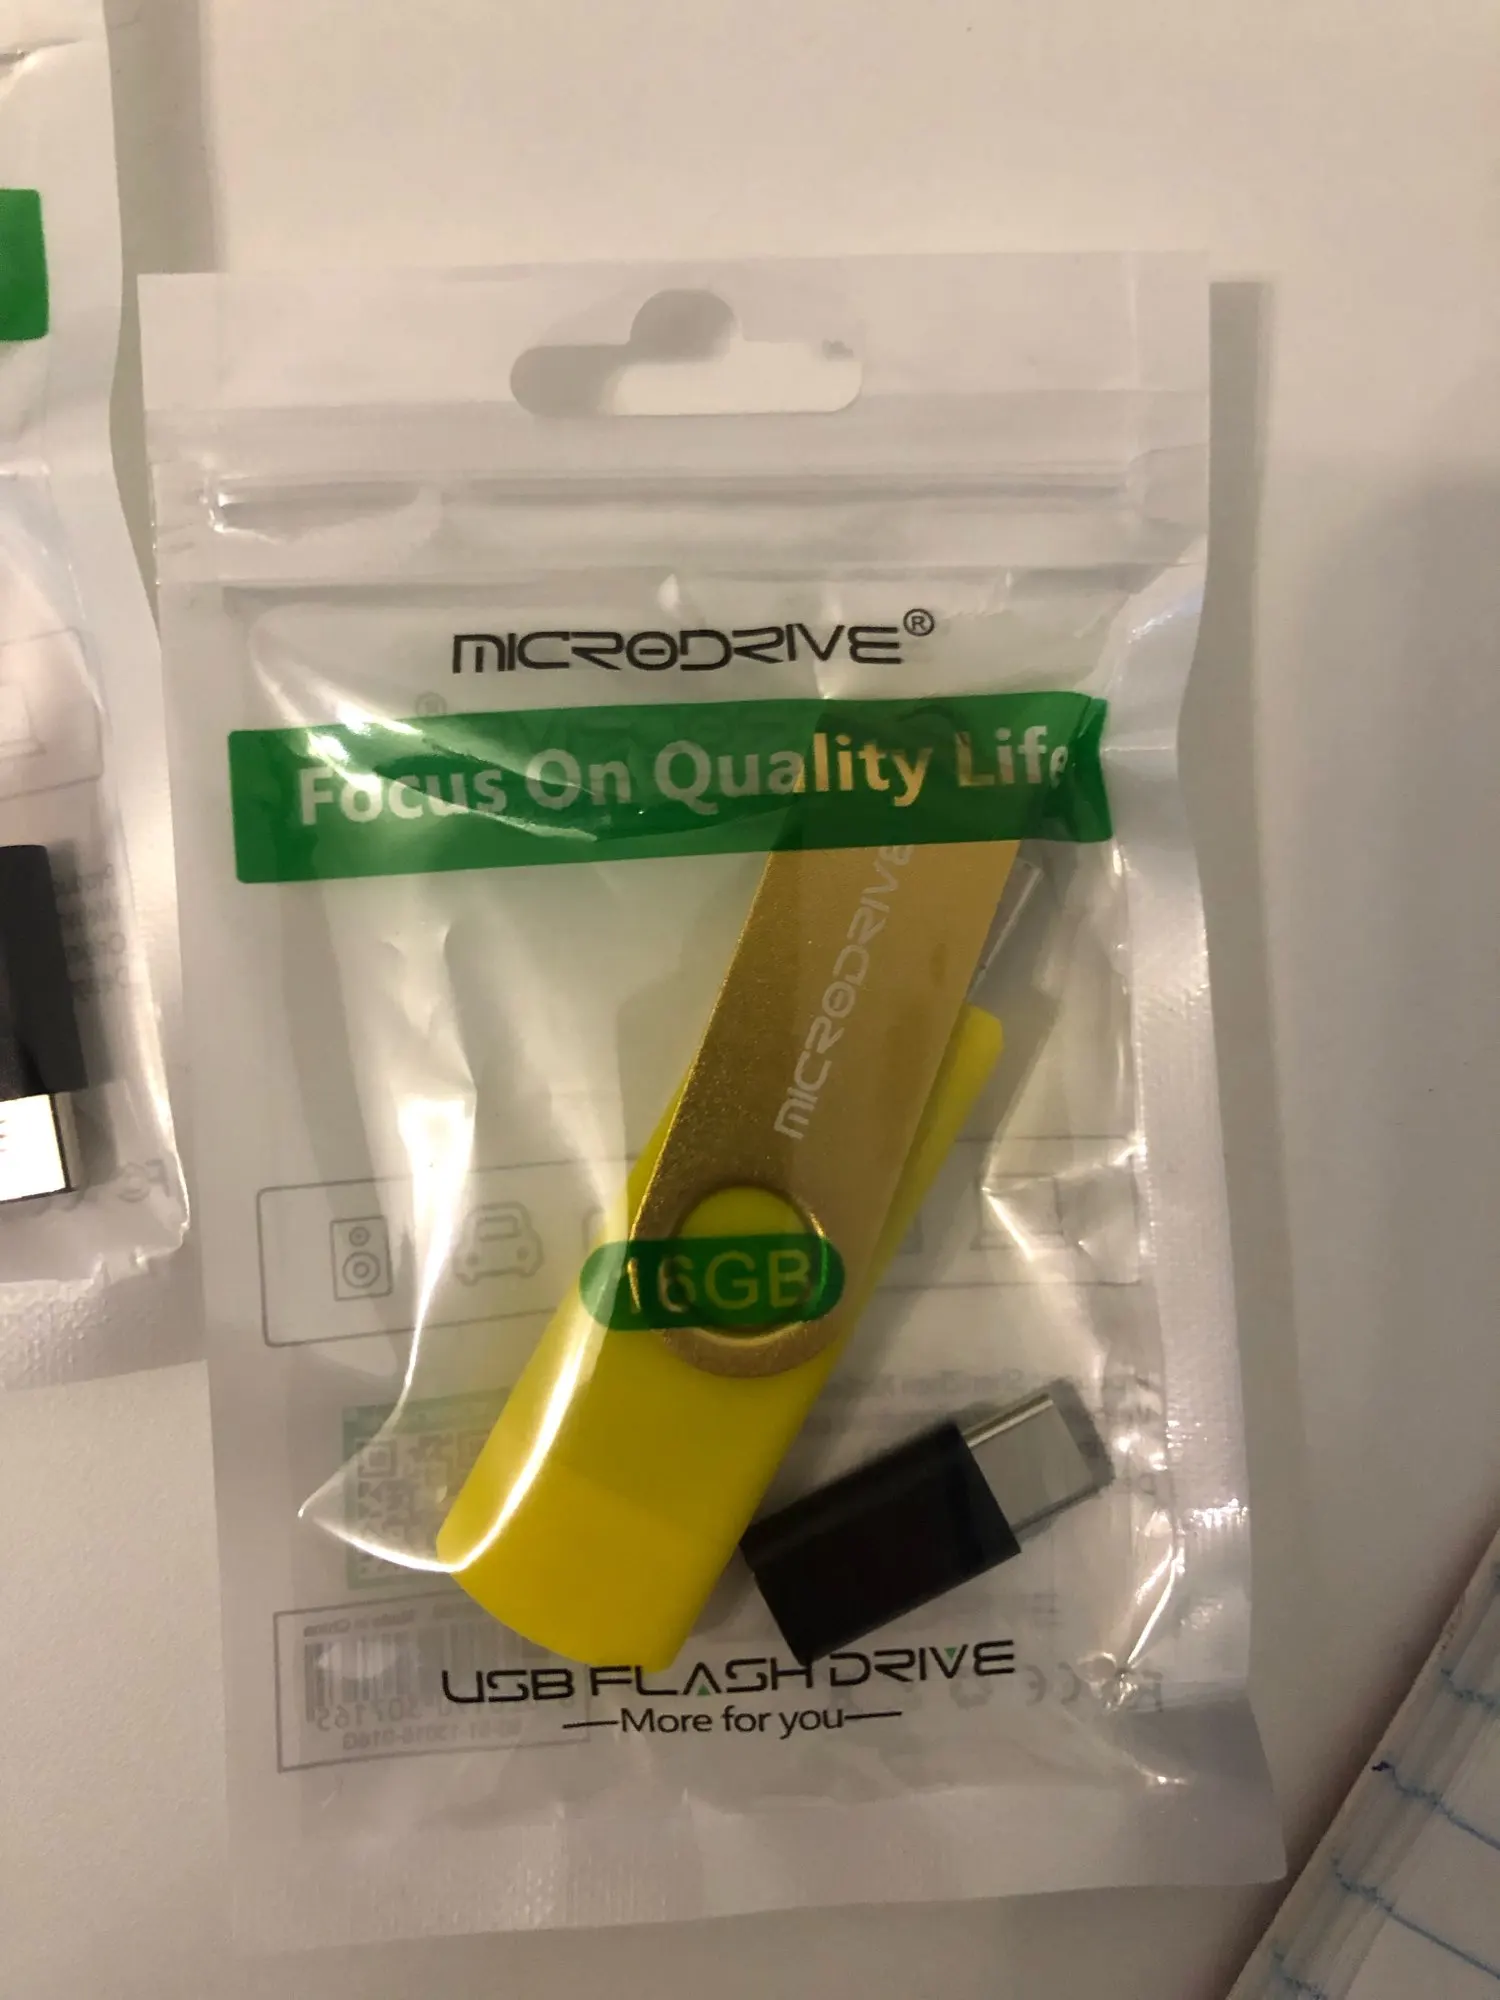 MICRODRIVE®
Focus On Quality Life
MICRODRIVE
16GB
USB FLASH DRIVE
—More for you—